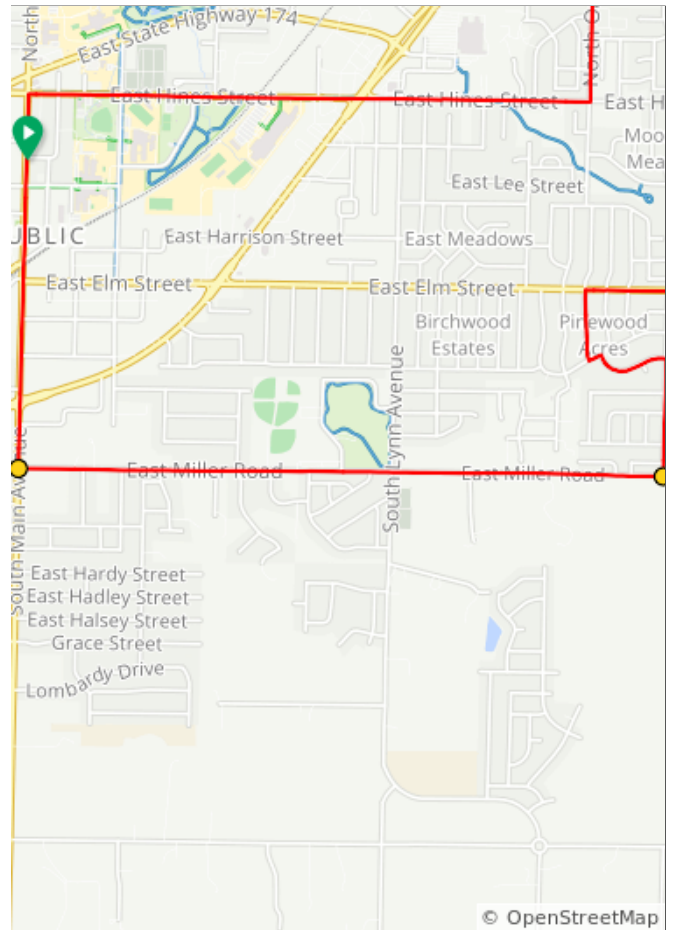 North
East State Highway 174
North O
East Hines Street
East Hines Street
East H
Moo
Mea
East Lee Street
UBLIC
East Harrison Street
East Meadows
East Elm Street
East Elm Street
Birchwood
Estates
Pinewood
Acres
South Lynn Avenue
South Main Avenue
East Miller Road
East Miller Road
East Hardy Street
East Hadley Street
East Halsey Street
Grace Street
Lombardy Drive
© OpenStreetMap